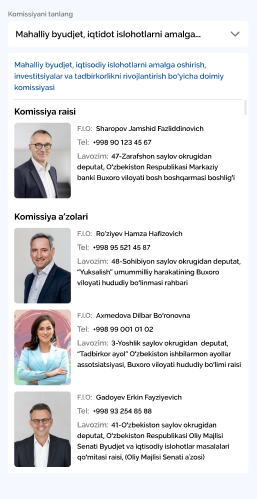 Komissiyani tanlang
Mahalliy byudjet, iqtidot islohotlarni amalga...
Mahalliy byudjet, iqtisodiy islohotlarni amalga oshirish,
investitsiyalar va tadbirkorlikni rivojlantirish bo'yicha doimiy
komissiyasi
Komissiya raisi
F.I.O: Sharopov Jamshid Fazliddinovich
Tel: +998 90 123 45 67
Lavozim: 47-Zarafshon saylov okrugidan
deputat, O'zbekiston Respublikasi Markaziy
banki Buxoro viloyati bosh boshqarmasi boshlig'i
Komissiya a'zolari
F.I.O: Ro'ziyev Hamza Hafizovich
Tel: +998 95 521 45 87
Lavozim: 48-Sohibiyon saylov okrugidan deputat,
"Yuksalish" umummilliy harakatining Buxoro
viloyati hududiy bo'linmasi rahbari
F.I.O: Axmedova Dilbar Bo'ronovna
Tel: +998 99 001 01 02
Lavozim: 3-Yoshlik saylov okrugidan deputat,
"Tadbirkor ayol" O'zbekiston ishbilarmon ayollar
assotsiatsiyasi, Buxoro viloyati hududiy bo'limi raisi
F.I.O: Gadoyev Erkin Fayziyevich
Tel: +998 93 254 85 88
Lavozim: 41-O'zbekiston saylov okrugidan
deputat, O'zbekiston Respublikasi Oliy Majlisi
Senati Byudjet va iqtisodiy islohotlar masalalari
qo'mitasi raisi, (Oliy Majlisi Senati a'zosi)